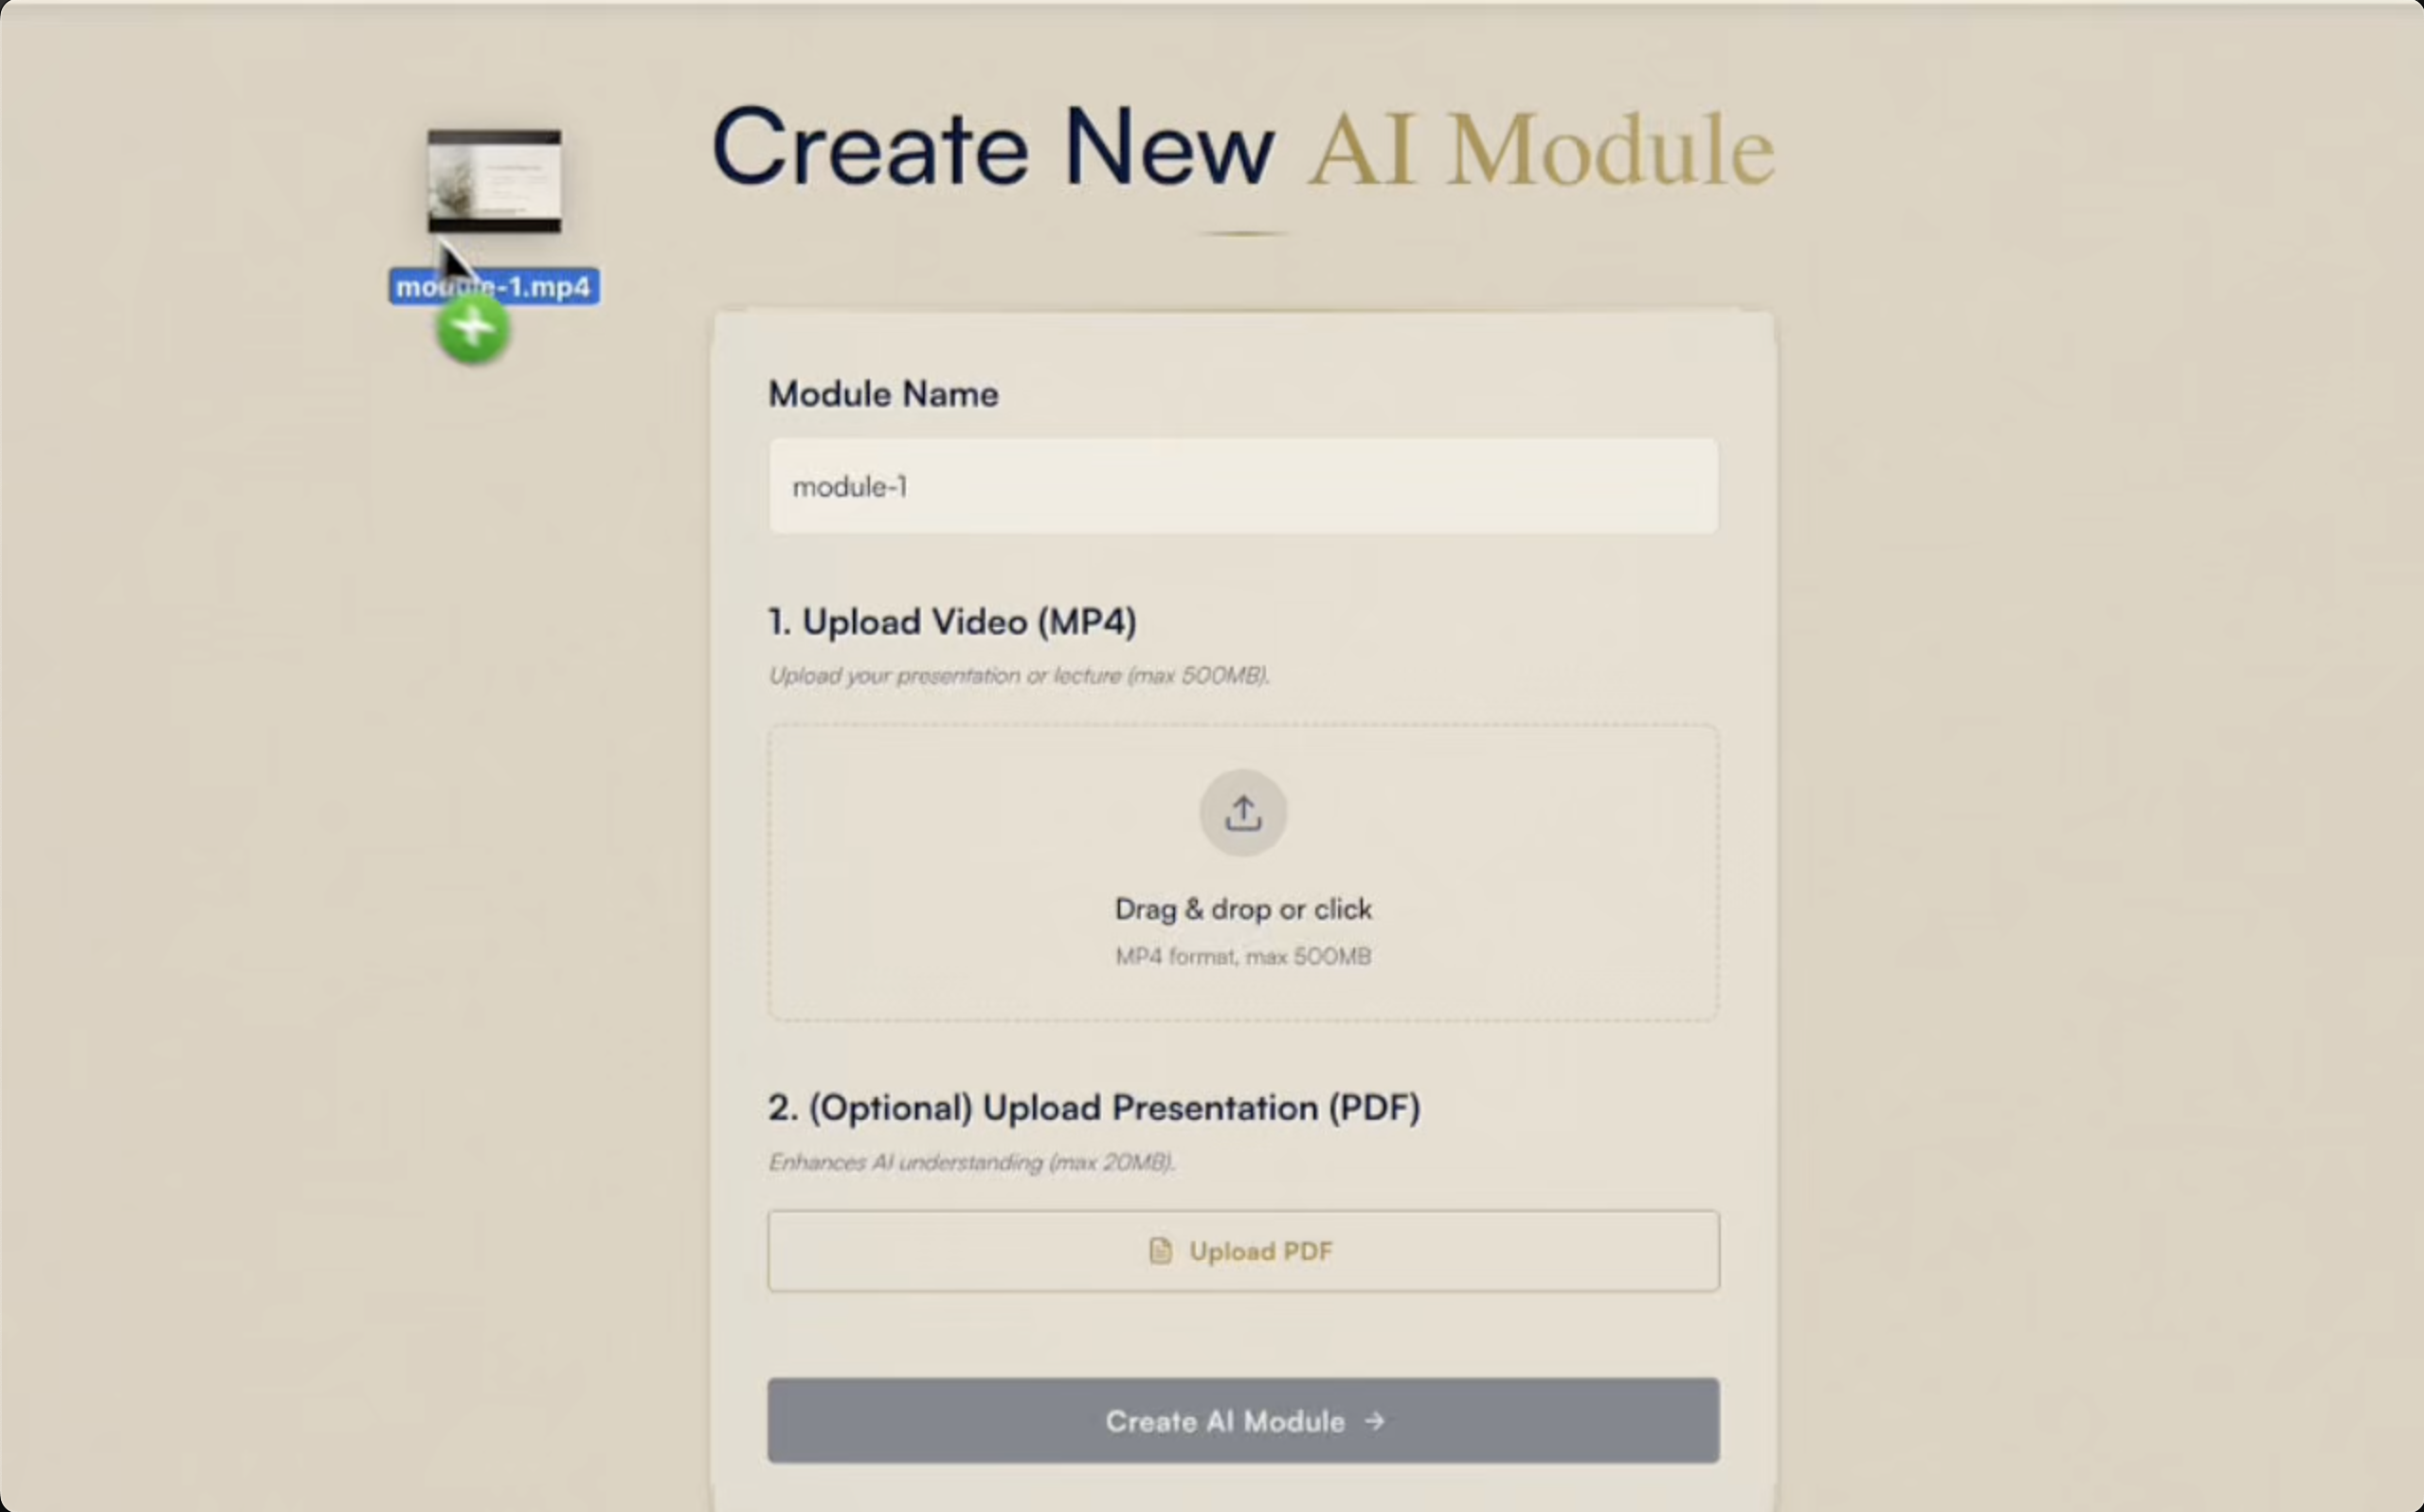 Create New AI Module
module-1.mp4
Module Name
module-1
1. Upload Video (MP4)
Upload your presentation or lecture (max 500MB).
Drag & drop or click
MP4 format, max 500MB
2. (Optional) Upload Presentation (PDF)
Enhances AI understanding (max 20MB).
Upload PDF
Create AI Module →